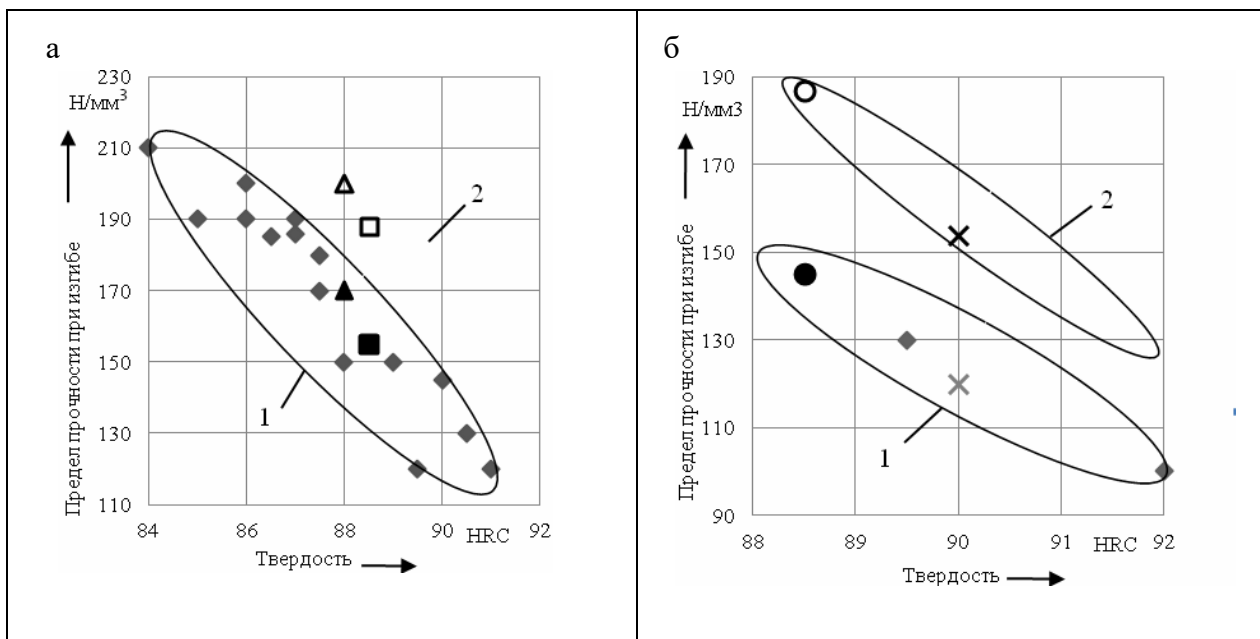 а
230
Н/мм3
210
190
170
150
130
110
Предел прочности при изгибе
2
1
84
86
88
90
HRC
92
Твердость
б
190
Н/мм3
170
150
130
110
90
Предел прочности при изгибе
2
1
88
89
90
91
HRC
92
Твердость